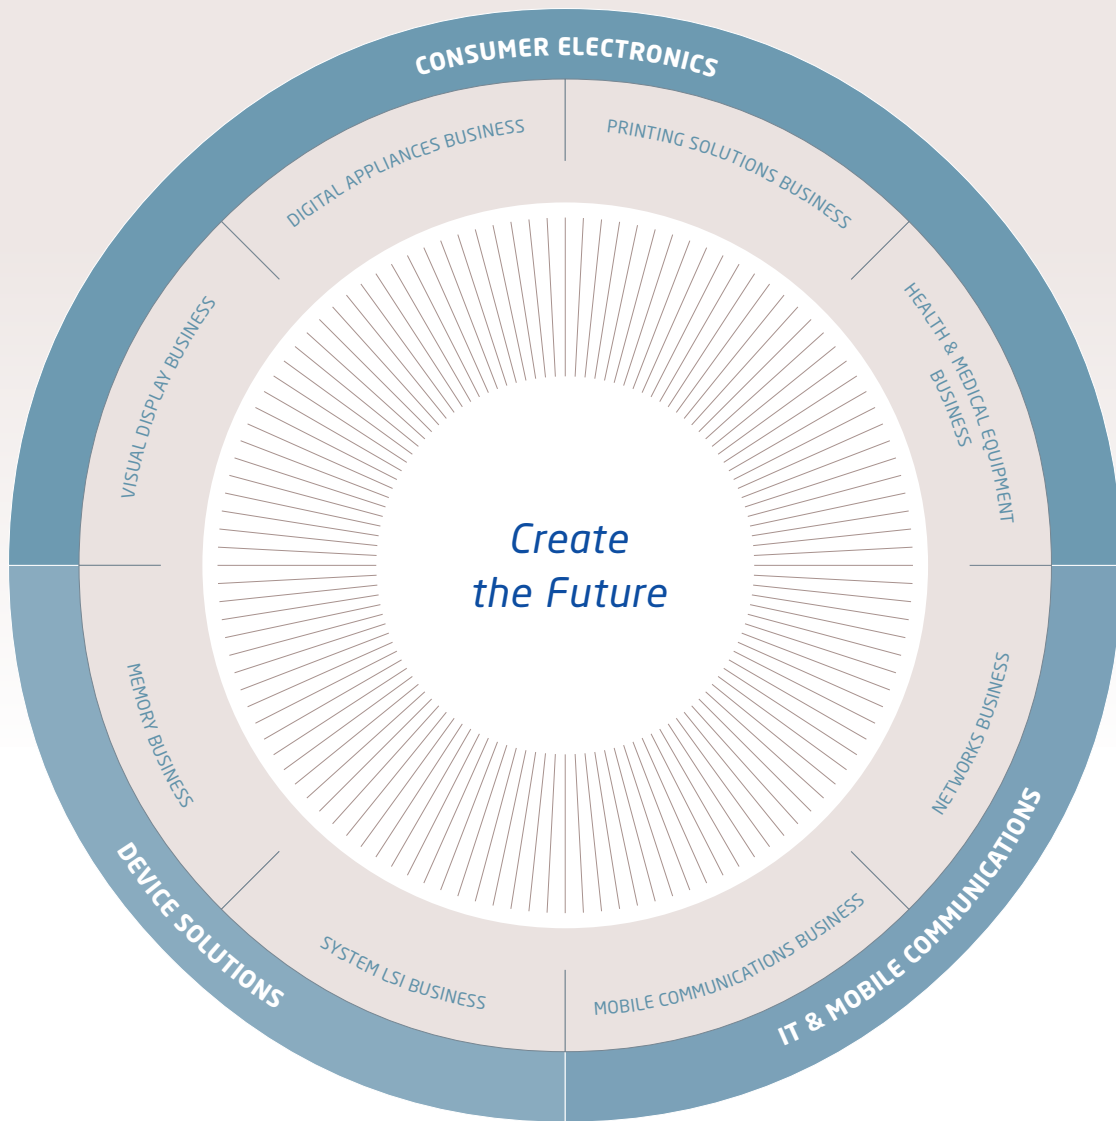 CONSUMER ELECTRONICS
DIGITAL APPLIANCES BUSINESS
PRINTING SOLUTIONS BUSINESS
VISUAL DISPLAY BUSINESS
HEALTH & MEDICAL EQUIPMENT
BUSINESS
Create
the Future
MEMORY BUSINESS
NETWORKS BUSINESS
DEVICE SOLUTIONS
SYSTEM LSI BUSINESS
MOBILE COMMUNICATIONS BUSINESS
IT & MOBILE COMMUNICATIONS